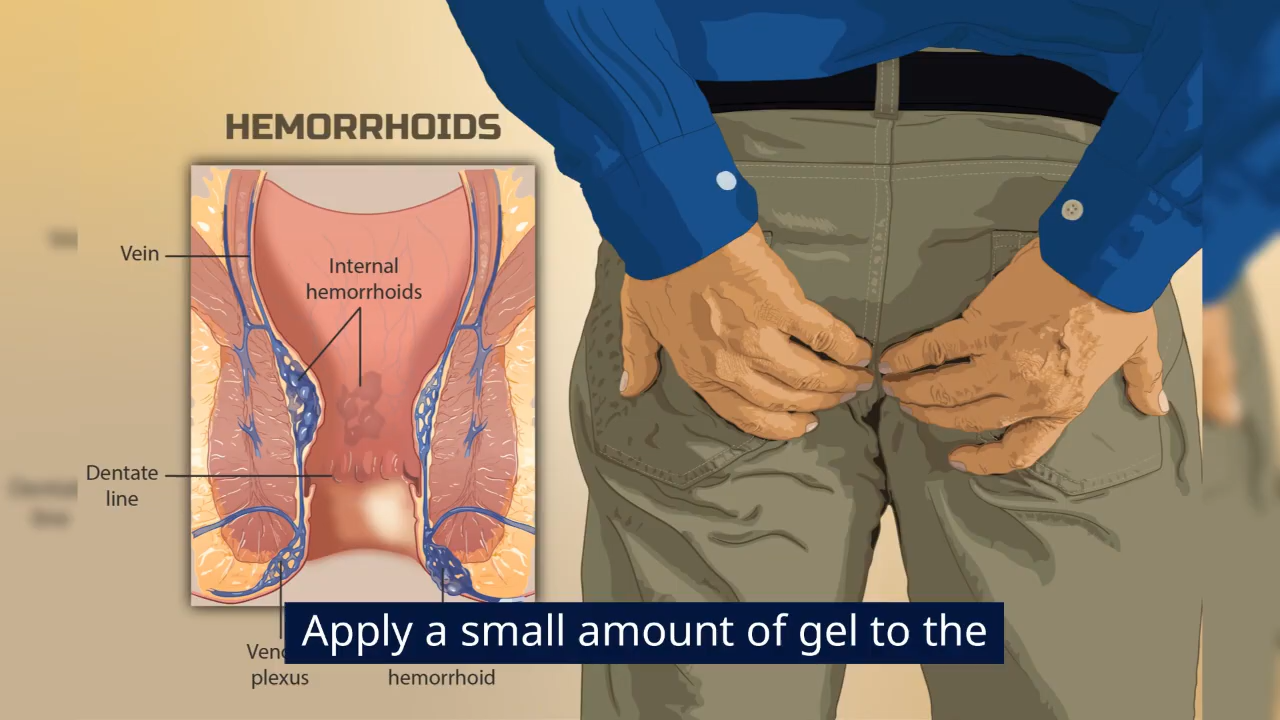 HEMORRHOIDS
Vein
Internal
hemorrhoids
Dentate
line
Apply a small amount of gel to the
plexus
hemorrhoid